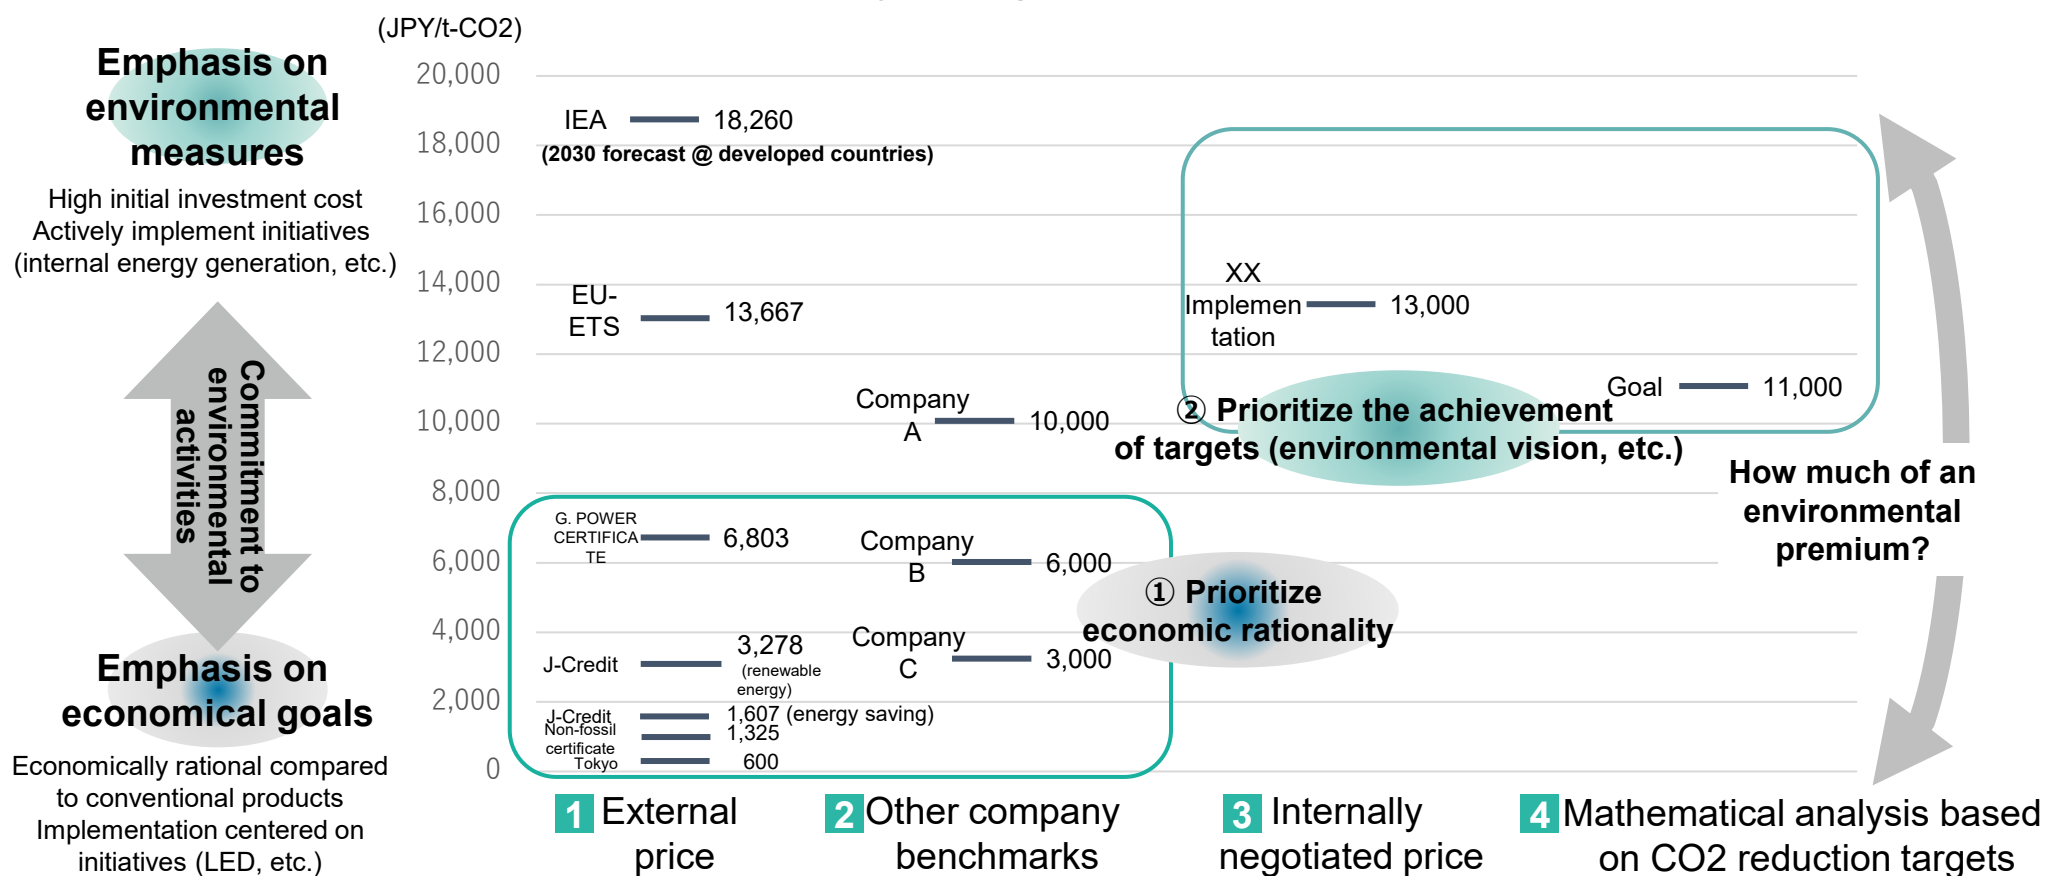 (JPY/t-CO2)
Emphasis on
environmental
measures
High initial investment cost
Actively implement initiatives
(internal energy generation, etc.)
Commitment to
environmental
activities
Emphasis on
economical goals
Economically rational compared
to conventional products
Implementation centered on
initiatives (LED, etc.)
20,000
18,000
16,000
14,000
12,000
10,000
8,000
6,000
4,000
2,000
0
IEA 18,260
(2030 forecast @ developed countries)
EU-
ETS
13,667
G. POWER
CERTIFICA
TE
6,803
J-Credit
3,278
(renewable
energy)
J-Credit
1,607 (energy saving)
Non-fossil
certificate
1,325
Tokyo
600
Company
A
10,000
Company
B
6,000
Company
C
3,000
XX
Implemen
tation
13,000
Goal 11,000
② Prioritize the achievement
of targets (environmental vision, etc.)
① Prioritize
economic rationality
How much of an
environmental
premium?
1 External
price
2 Other company
benchmarks
3 Internally
negotiated price
4 Mathematical analysis based
on CO2 reduction targets